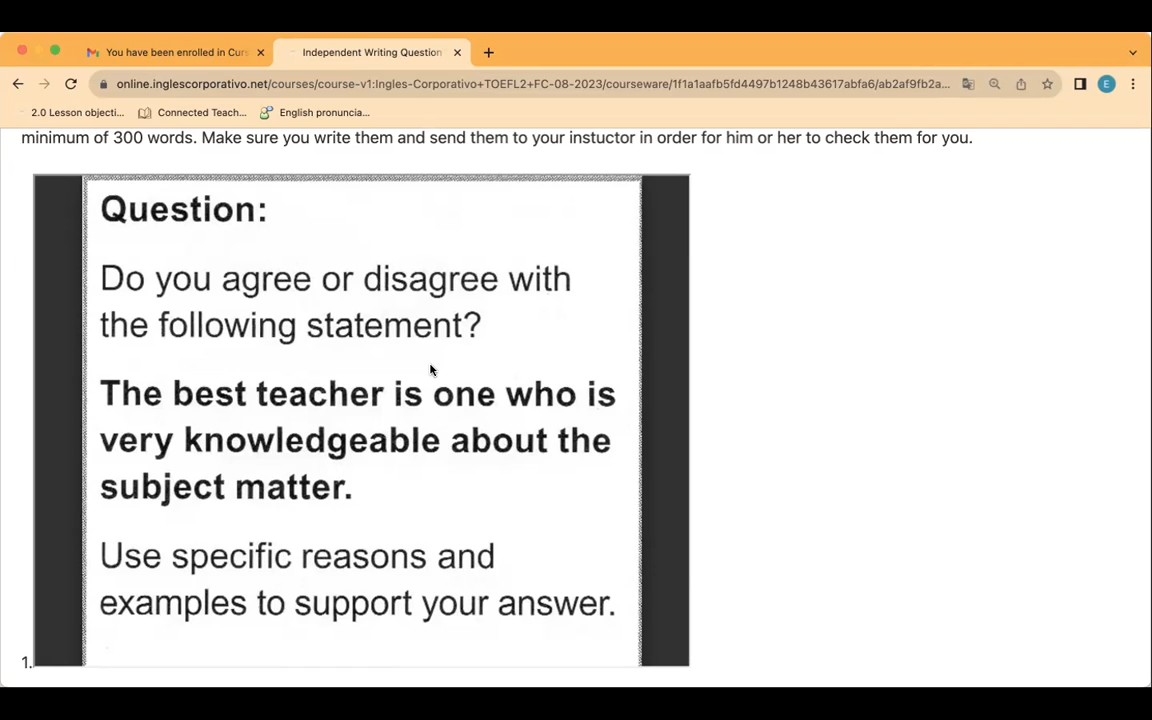 You have been enrolled in Cur
Independent Writing Question
online.inglescorporativo.net/courses/course-v1:Ingles-Corporativo+TOEFL2+FC-08-2023/courseware/1f1a1aafb5fd4497b1248b43617abfa6/ab2af9fb2a...
E
2.0 Lesson objecti...
Connected Teach...
English pronuncia...
minimum of 300 words. Make sure you write them and send them to your instuctor in order for him or her to check them for you.
Question:
Do you agree or disagree with
the following statement?
The best teacher is one who is
very knowledgeable about the
subject matter.
Use specific reasons and
examples to support your answer.
1.